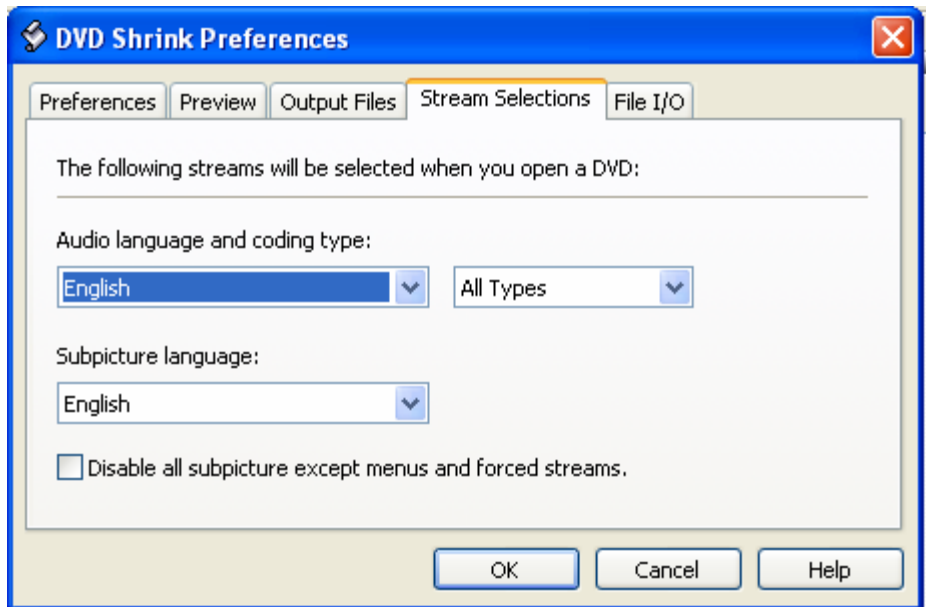 DVD Shrink Preferences
Preferences Preview Output Files Stream Selections File I/O
The following streams will be selected when you open a DVD:
Audio language and coding type:
English All Types
Subpicture language:
English
Disable all subpicture except menus and forced streams.
OK Cancel Help